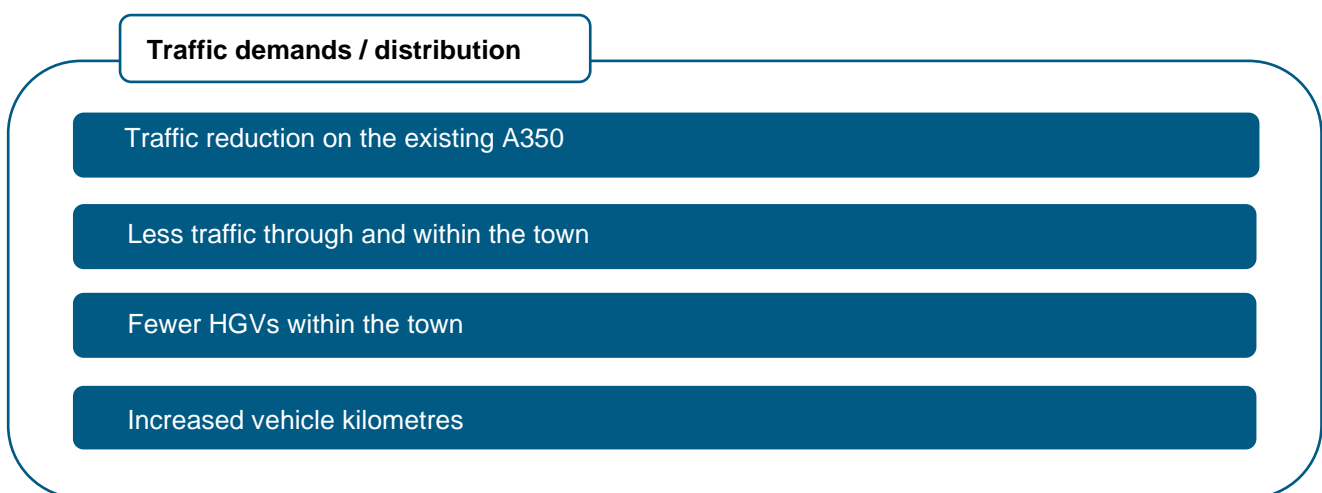 Traffic demands / distribution
Traffic reduction on the existing A350
Less traffic through and within the town
Fewer HGVs within the town
Increased vehicle kilometres